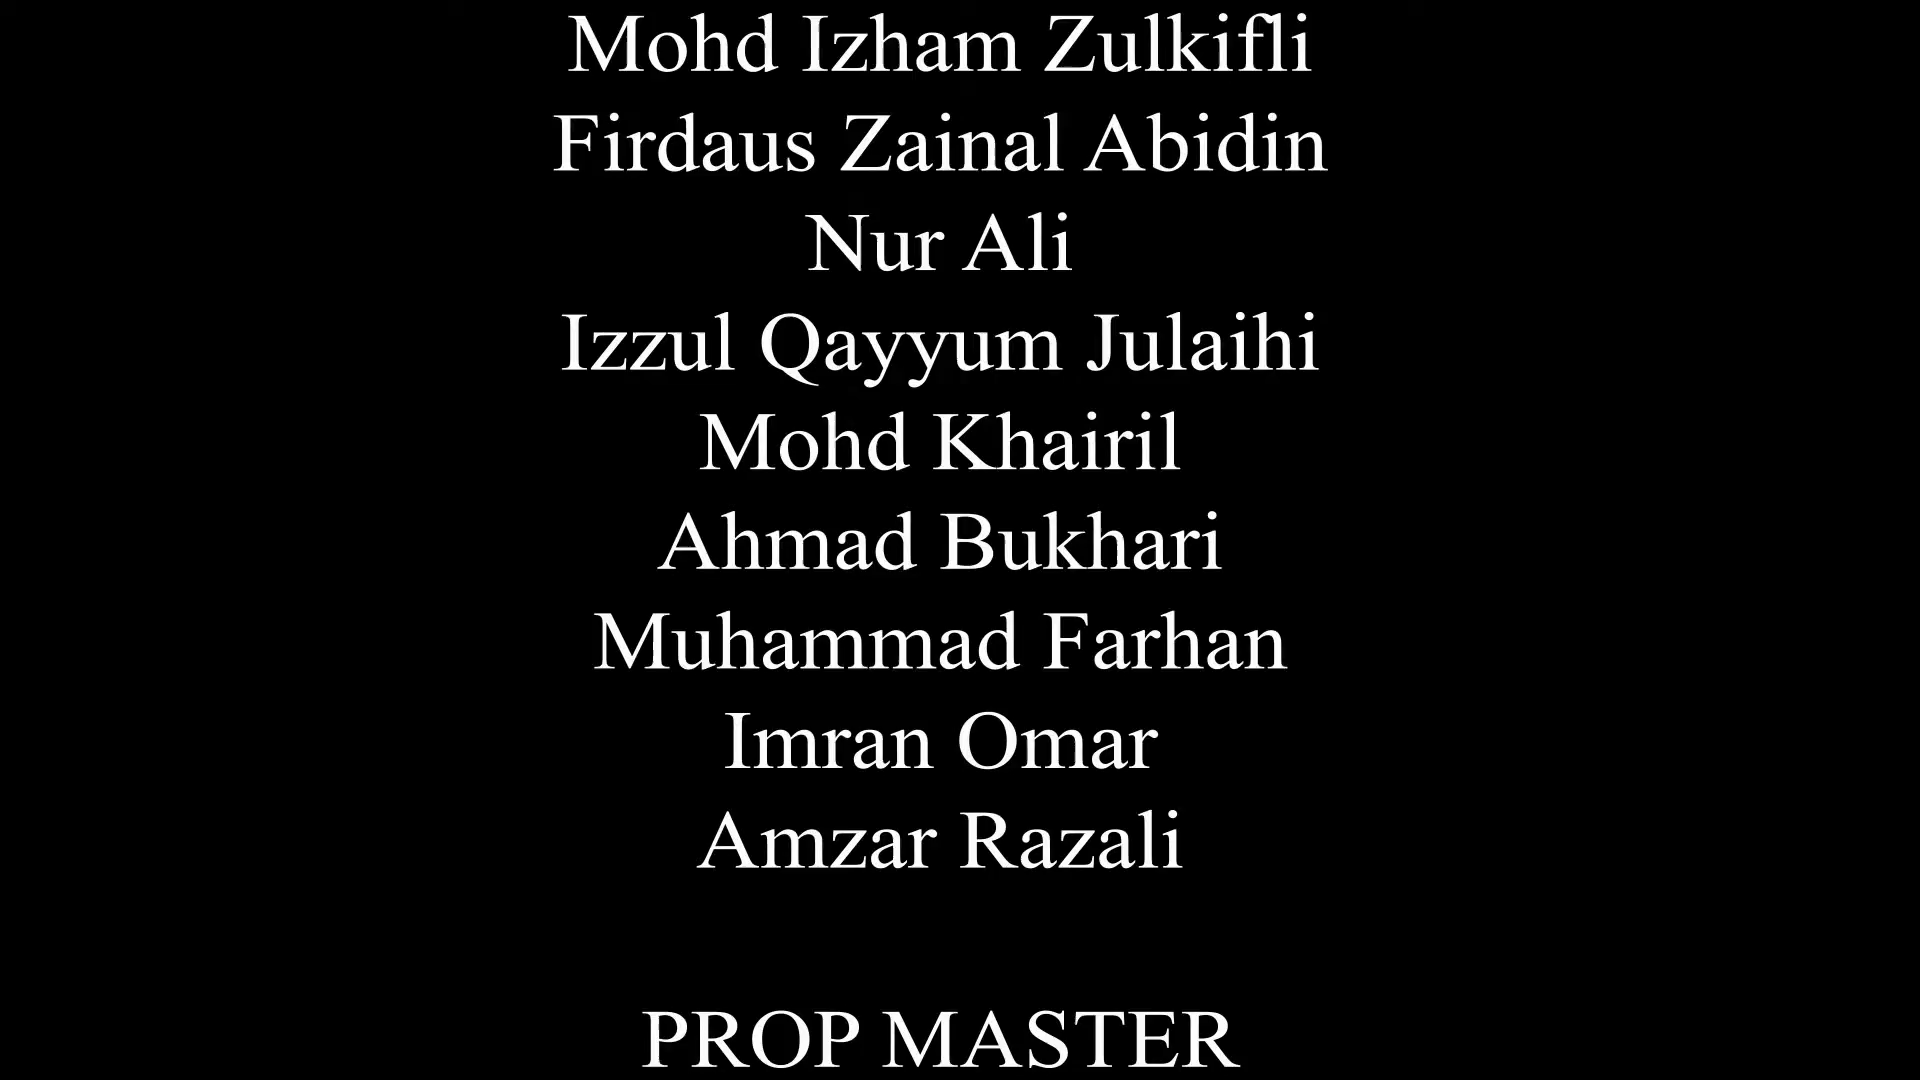 Mohd Izham Zulkifli
Firdaus Zainal Abidin
Nur Ali
Izzul Qayyum Julaihi
Mohd Khairil
Ahmad Bukhari
Muhammad Farhan
Imran Omar
Amzar Razali
PROP MASTER